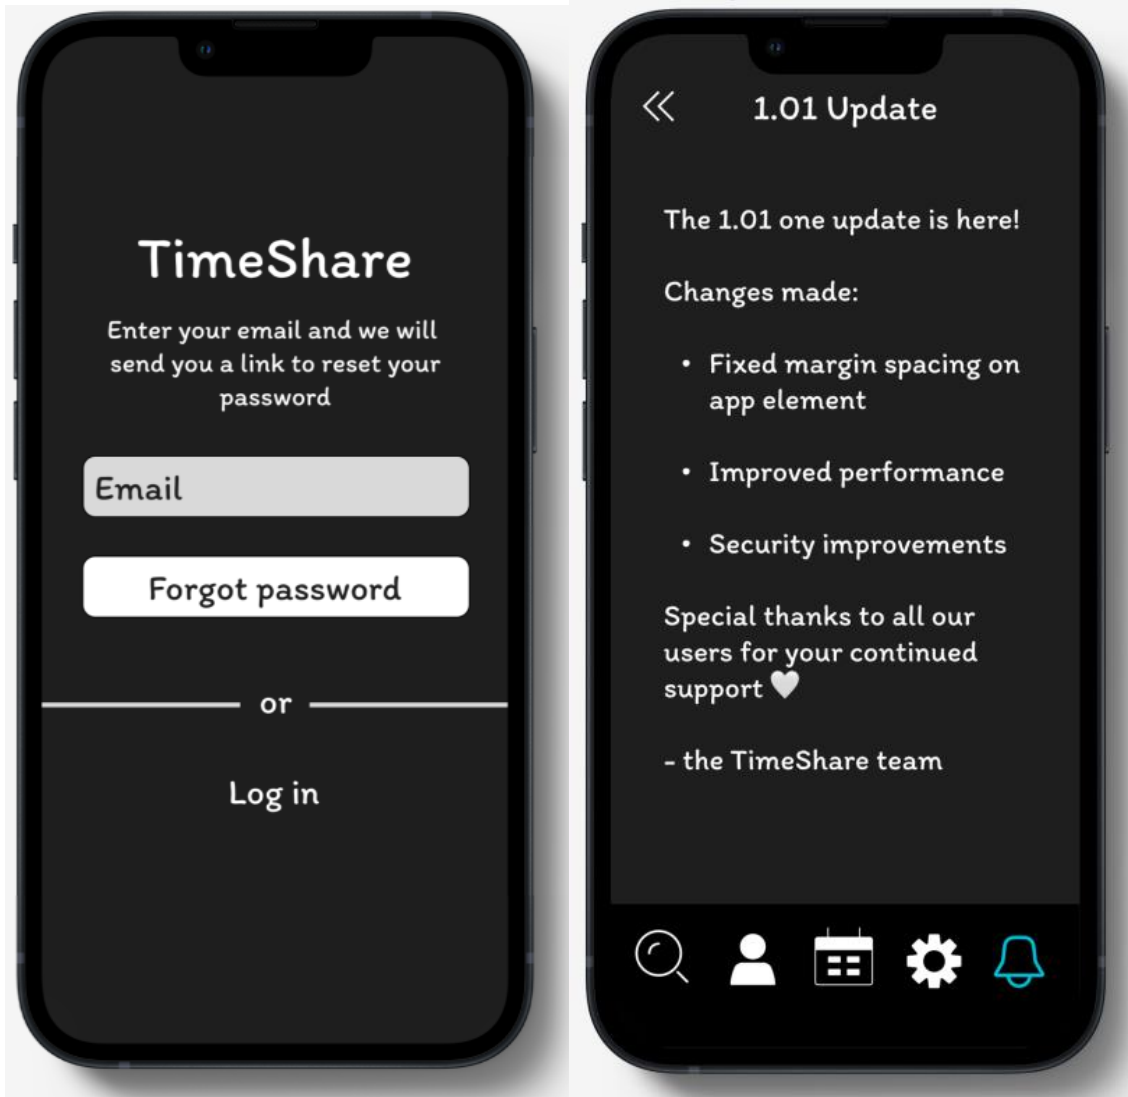 TimeShare
Enter your email and we will
send you a link to reset your
password
Email
Forgot password
or
Log in
1.01 Update
The 1.01 one update is here!
Changes made:
• Fixed margin spacing on
app element
• Improved performance
• Security improvements
Special thanks to all our
users for your continued
support 🤍
- the TimeShare team